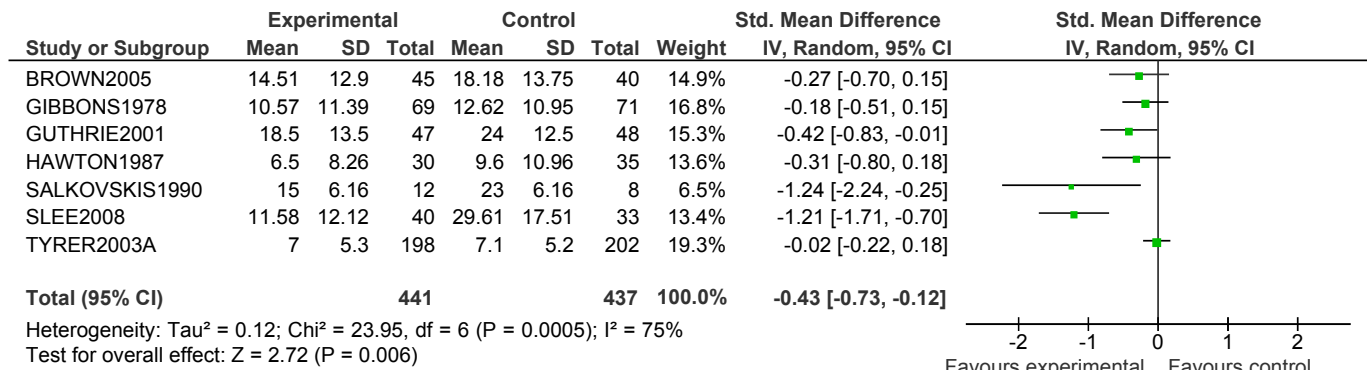 Experimental Control Std. Mean Difference Std. Mean Difference
Study or Subgroup Mean SD Total Mean SD Total Weight IV, Random, 95% CI IV, Random, 95% CI
BROWN2005 14.51 12.9 45 18.18 13.75 40 14.9% -0.27 [-0.70, 0.15]
GIBBONS1978 10.57 11.39 69 12.62 10.95 71 16.8% -0.18 [-0.51, 0.15]
GUTHRIE2001 18.5 13.5 47 24 12.5 48 15.3% -0.42 [-0.83, -0.01]
HAWTON1987 6.5 8.26 30 9.6 10.96 35 13.6% -0.31 [-0.80, 0.18]
SALKOVSKIS1990 15 6.16 12 23 6.16 8 6.5% -1.24 [-2.24, -0.25]
SLEE2008 11.58 12.12 40 29.61 17.51 33 13.4% -1.21 [-1.71, -0.70]
TYRER2003A 7 5.3 198 7.1 5.2 202 19.3% -0.02 [-0.22, 0.18]
Total (95% CI) 441 437 100.0% -0.43 [-0.73, -0.12]
Heterogeneity: Tau² = 0.12; Chi² = 23.95, df = 6 (P = 0.0005); I² = 75%
Test for overall effect: Z = 2.72 (P = 0.006)
-2 -1 0 1 2
Favours experimental Favours control